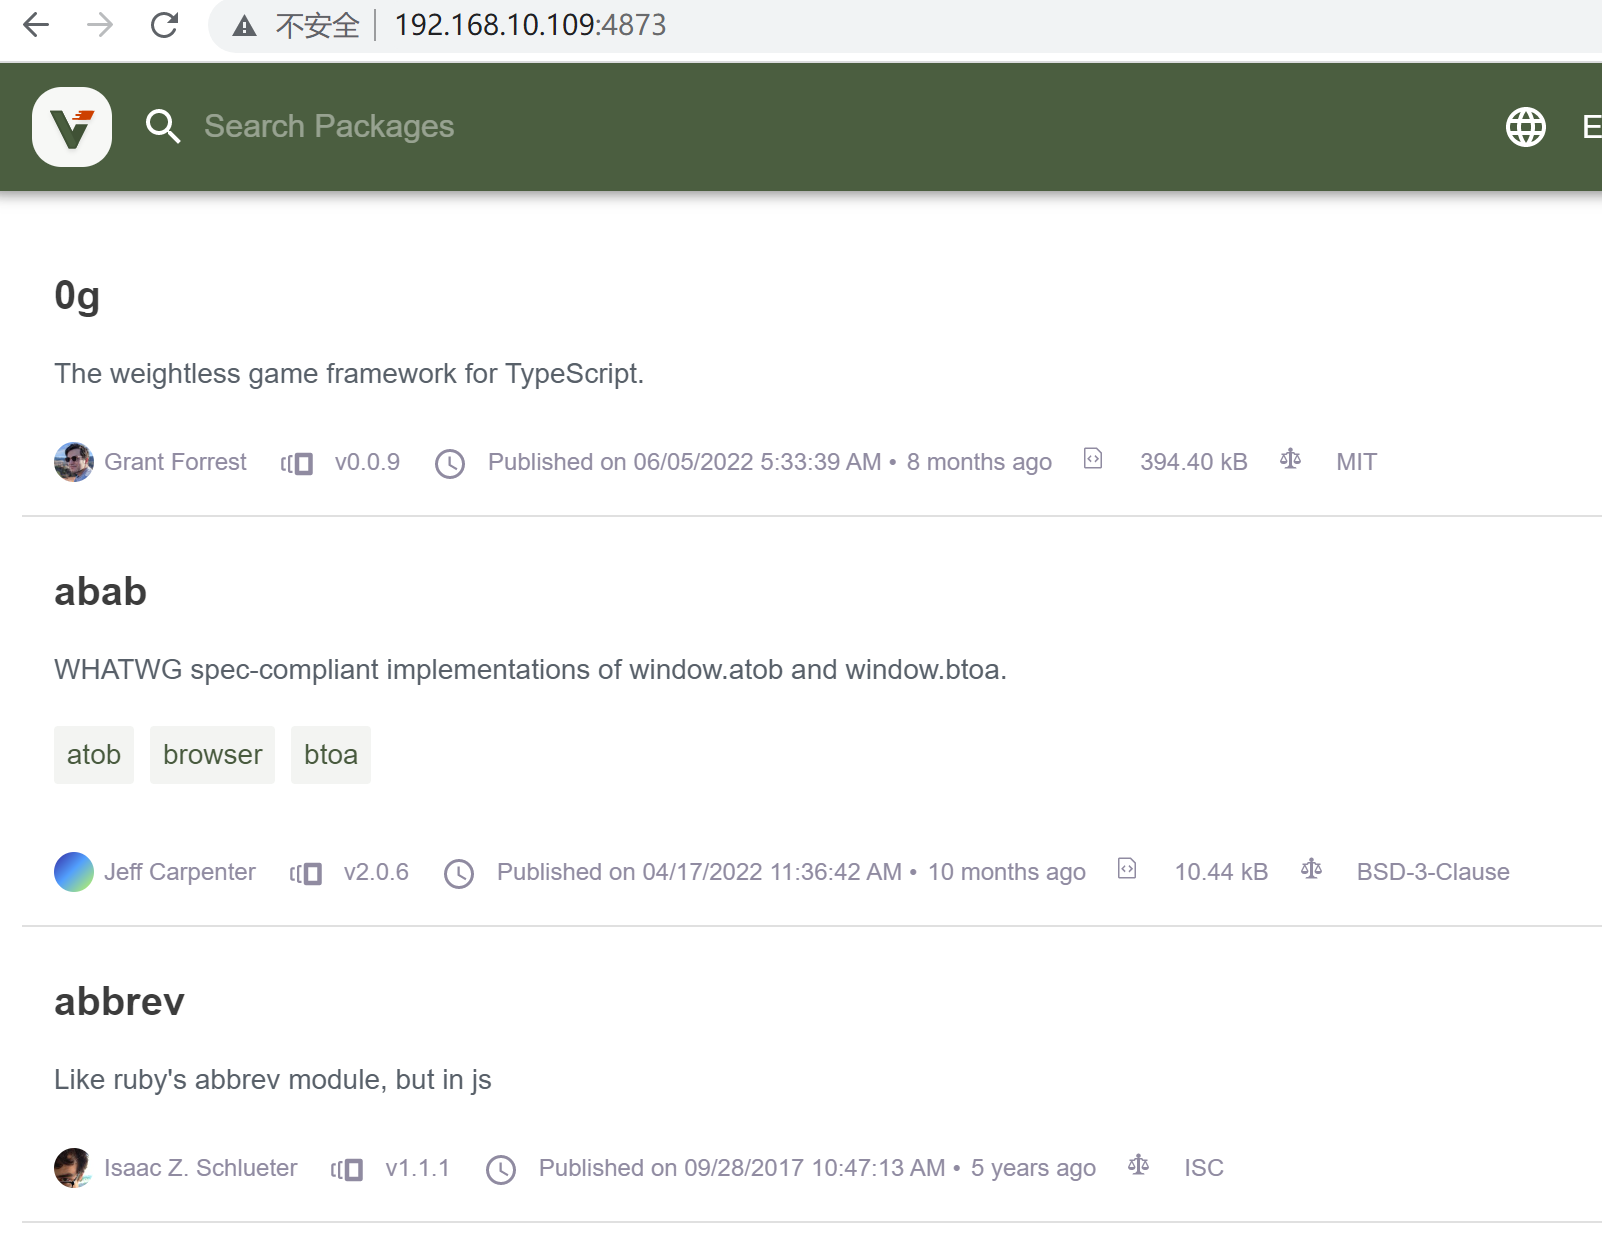 不安全 192.168.10.109:4873
Search Packages E
0g
The weightless game framework for TypeScript.
Grant Forrest v0.0.9 Published on 06/05/2022 5:33:39 AM • 8 months ago 394.40 kB MIT
abab
WHATWG spec-compliant implementations of window.atob and window.btoa.
atob browser btoa
Jeff Carpenter v2.0.6 Published on 04/17/2022 11:36:42 AM • 10 months ago 10.44 kB BSD-3-Clause
abbrev
Like ruby's abbrev module, but in js
Isaac Z. Schlueter v1.1.1 Published on 09/28/2017 10:47:13 AM • 5 years ago ISC